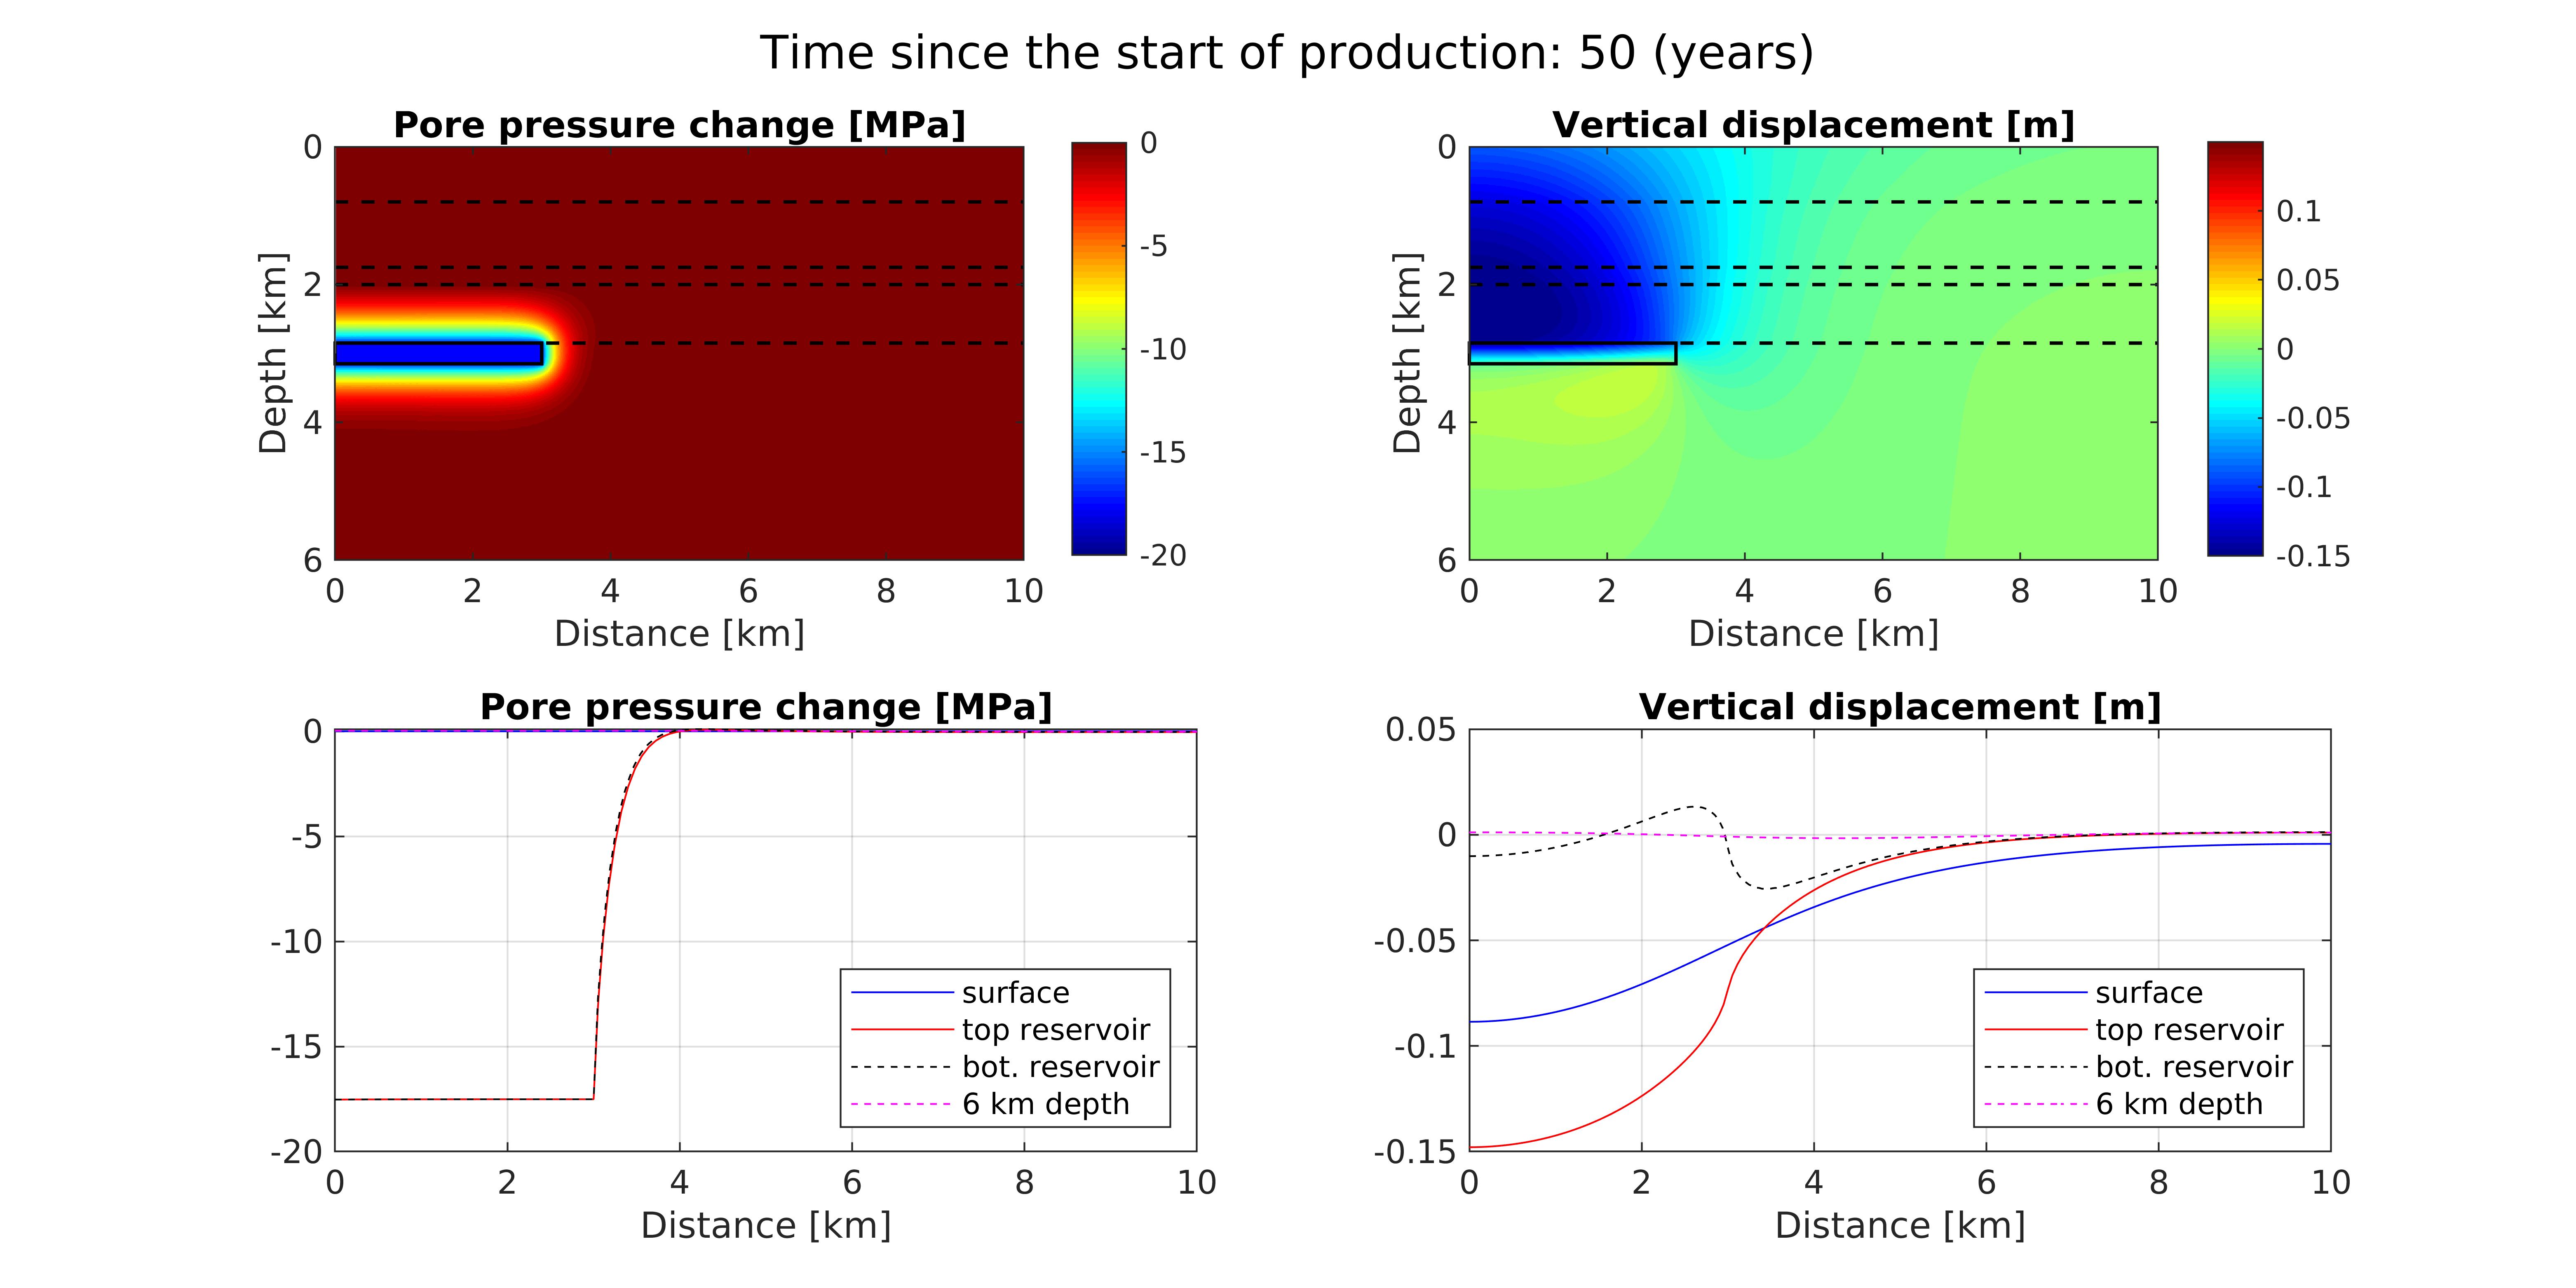 Time since the start of production: 50 (years)
Pore pressure change [MPa]
0
2
4
6
Depth [km]
0 2 4 6 8 10
Distance [km]
0
-5
-10
-15
-20
Vertical displacement [m]
0
2
4
6
Depth [km]
0 2 4 6 8 10
Distance [km]
0.1
0.05
0
-0.05
-0.1
-0.15
Pore pressure change [MPa]
0
-5
-10
-15
-20
0 2 4 6 8 10
Distance [km]
surface
top reservoir
bot. reservoir
6 km depth
Vertical displacement [m]
0.05
0
-0.05
-0.1
-0.15
0 2 4 6 8 10
Distance [km]
surface
top reservoir
bot. reservoir
6 km depth